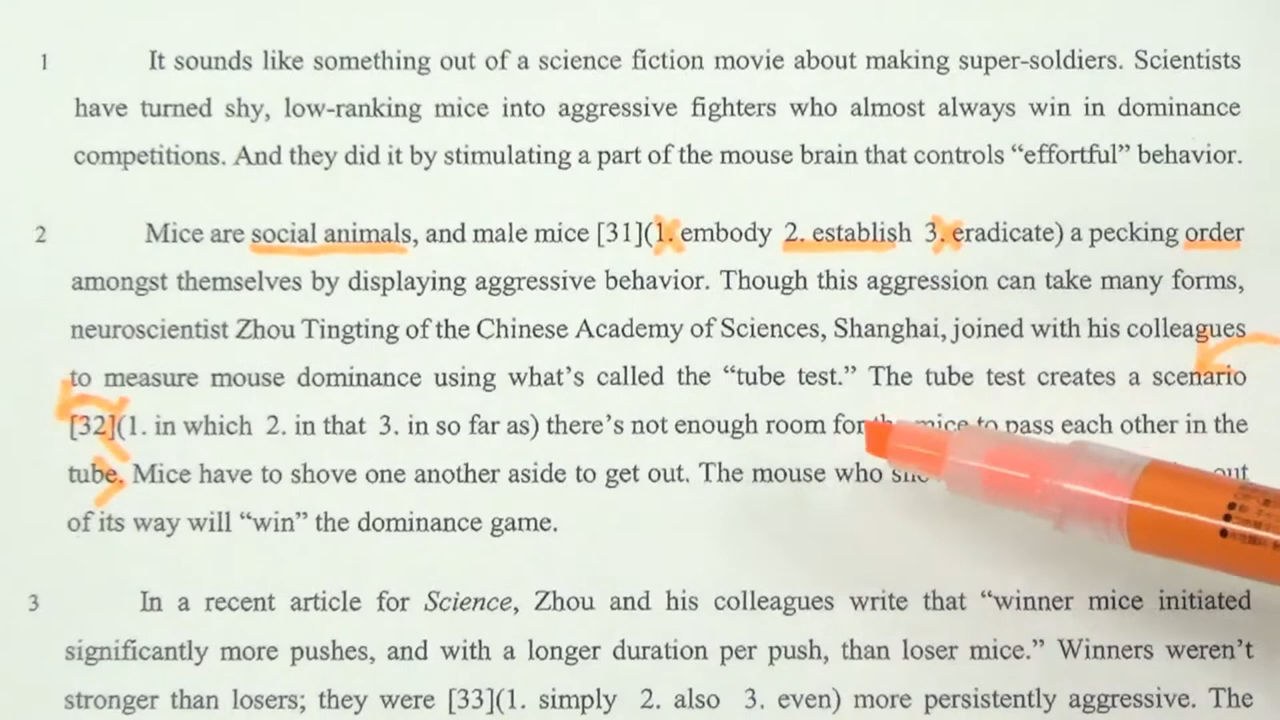 1 It sounds like something out of a science fiction movie about making super-soldiers. Scientists
have turned shy, low-ranking mice into aggressive fighters who almost always win in dominance
competitions. And they did it by stimulating a part of the mouse brain that controls “effortful” behavior.
2 Mice are social animals, and male mice [31](1. embody 2. establish 3. eradicate) a pecking order
amongst themselves by displaying aggressive behavior. Though this aggression can take many forms,
neuroscientist Zhou Tingting of the Chinese Academy of Sciences, Shanghai, joined with his colleagues
to measure mouse dominance using what’s called the “tube test.” The tube test creates a scenario
[32](1. in which 2. in that 3. in so far as) there’s not enough room for mice to pass each other in the
tube. Mice have to shove one another aside to get out. The mouse who out
of its way will “win” the dominance game.
3 In a recent article for Science, Zhou and his colleagues write that “winner mice initiated
significantly more pushes, and with a longer duration per push, than loser mice.” Winners weren’t
stronger than losers; they were [33](1. simply 2. also 3. even) more persistently aggressive. The